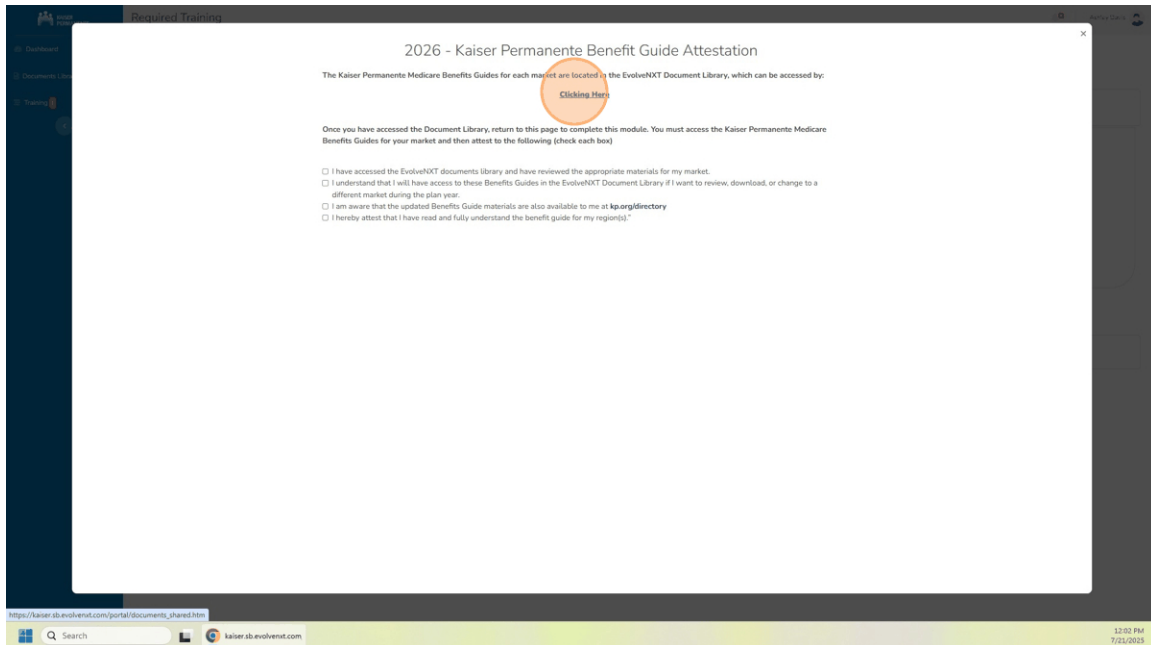 KAISER
Required Training
Dashboard
Documents Libra
Training
×
2026 - Kaiser Permanente Benefit Guide Attestation
The Kaiser Permanente Medicare Benefits Guides for each market are located in the EvolveNXT Document Library, which can be accessed by:
Clicking Here
Once you have accessed the Document Library, return to this page to complete this module. You must access the Kaiser Permanente Medicare
Benefits Guides for your market and then attest to the following (check each box)
I have accessed the EvolveNXT documents library and have reviewed the appropriate materials for my market.
I understand that I will have access to these Benefits Guides in the EvolveNXT Document Library if I want to review, download, or change to a
different market during the plan year.
I am aware that the updated Benefits Guide materials are also available to me at kp.org/directory
I hereby attest that I have read and fully understand the benefit guide for my region(s)."
https://kaiser.sb.evolvenxt.com/portal/documents_shared.htm
Search
kaiser.sb.evolvenxt.com
12:02 PM
7/21/2025